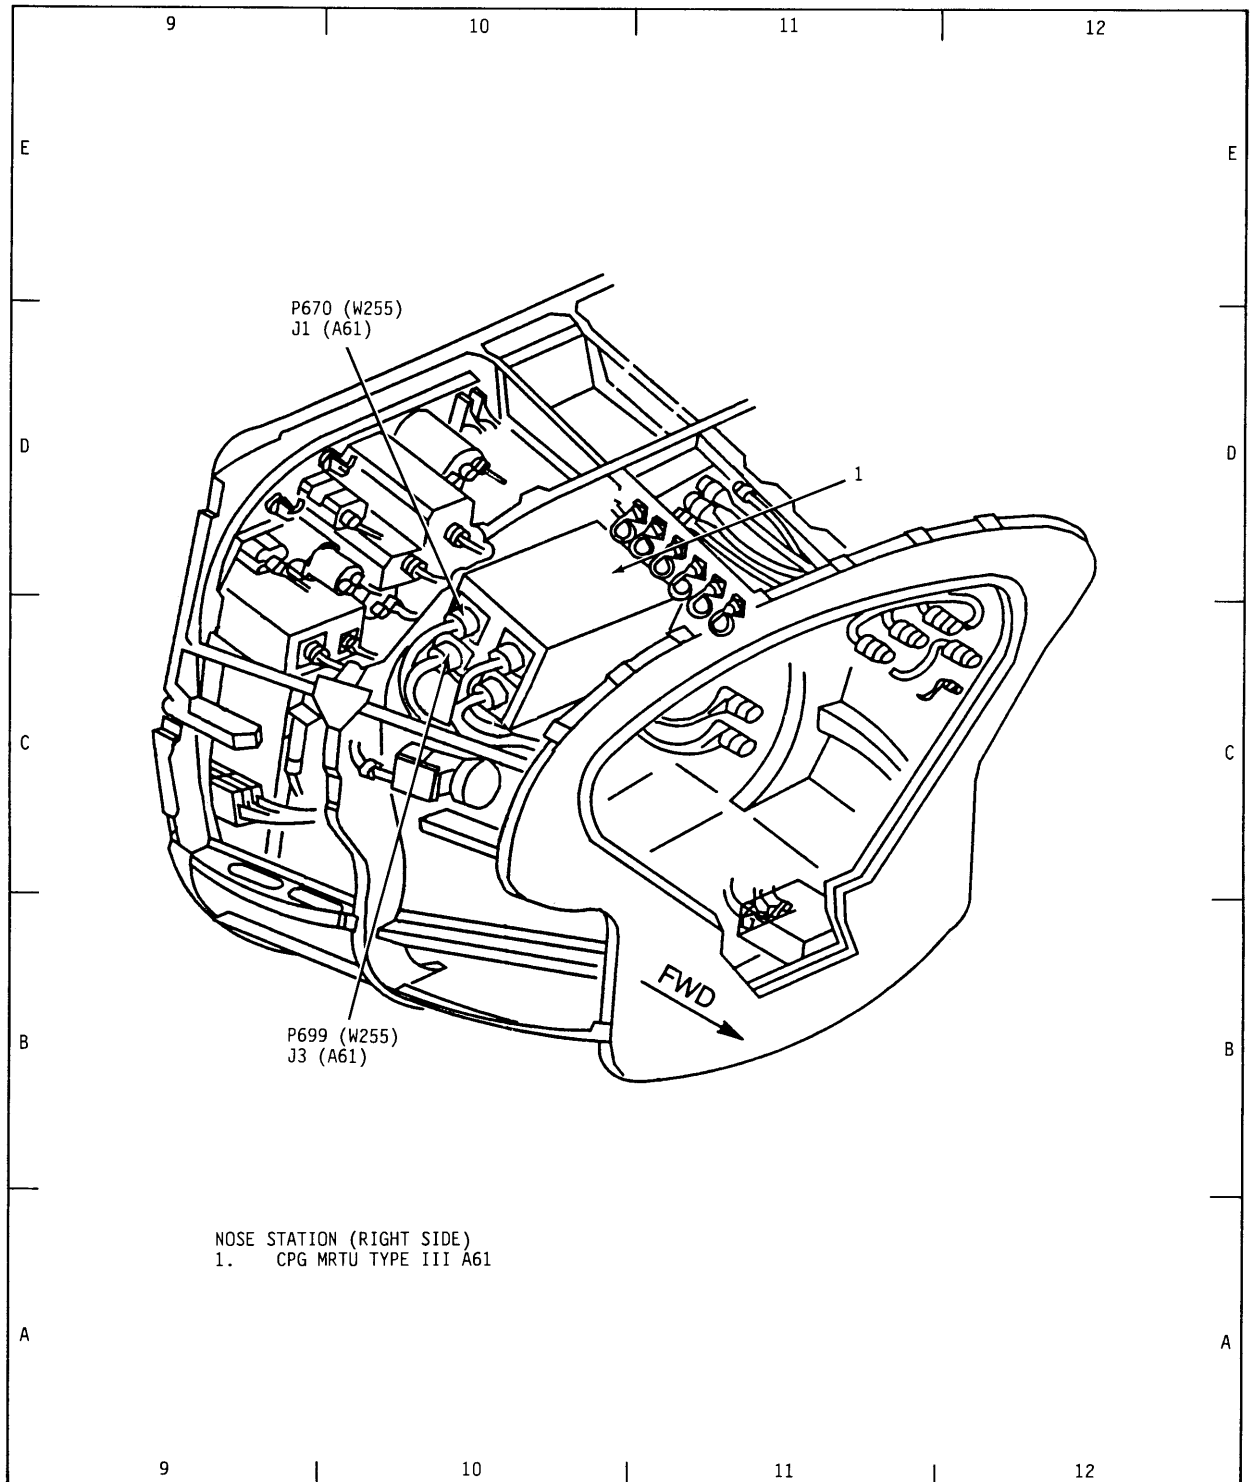 9 10 11 12
E E
P670 (W255)
J1 (A61)
D D
1
C C
FWD
P699 (W255)
J3 (A61)
B B
NOSE STATION (RIGHT SIDE)
1. CPG MRTU TYPE III A61
A A
9 10 11 12